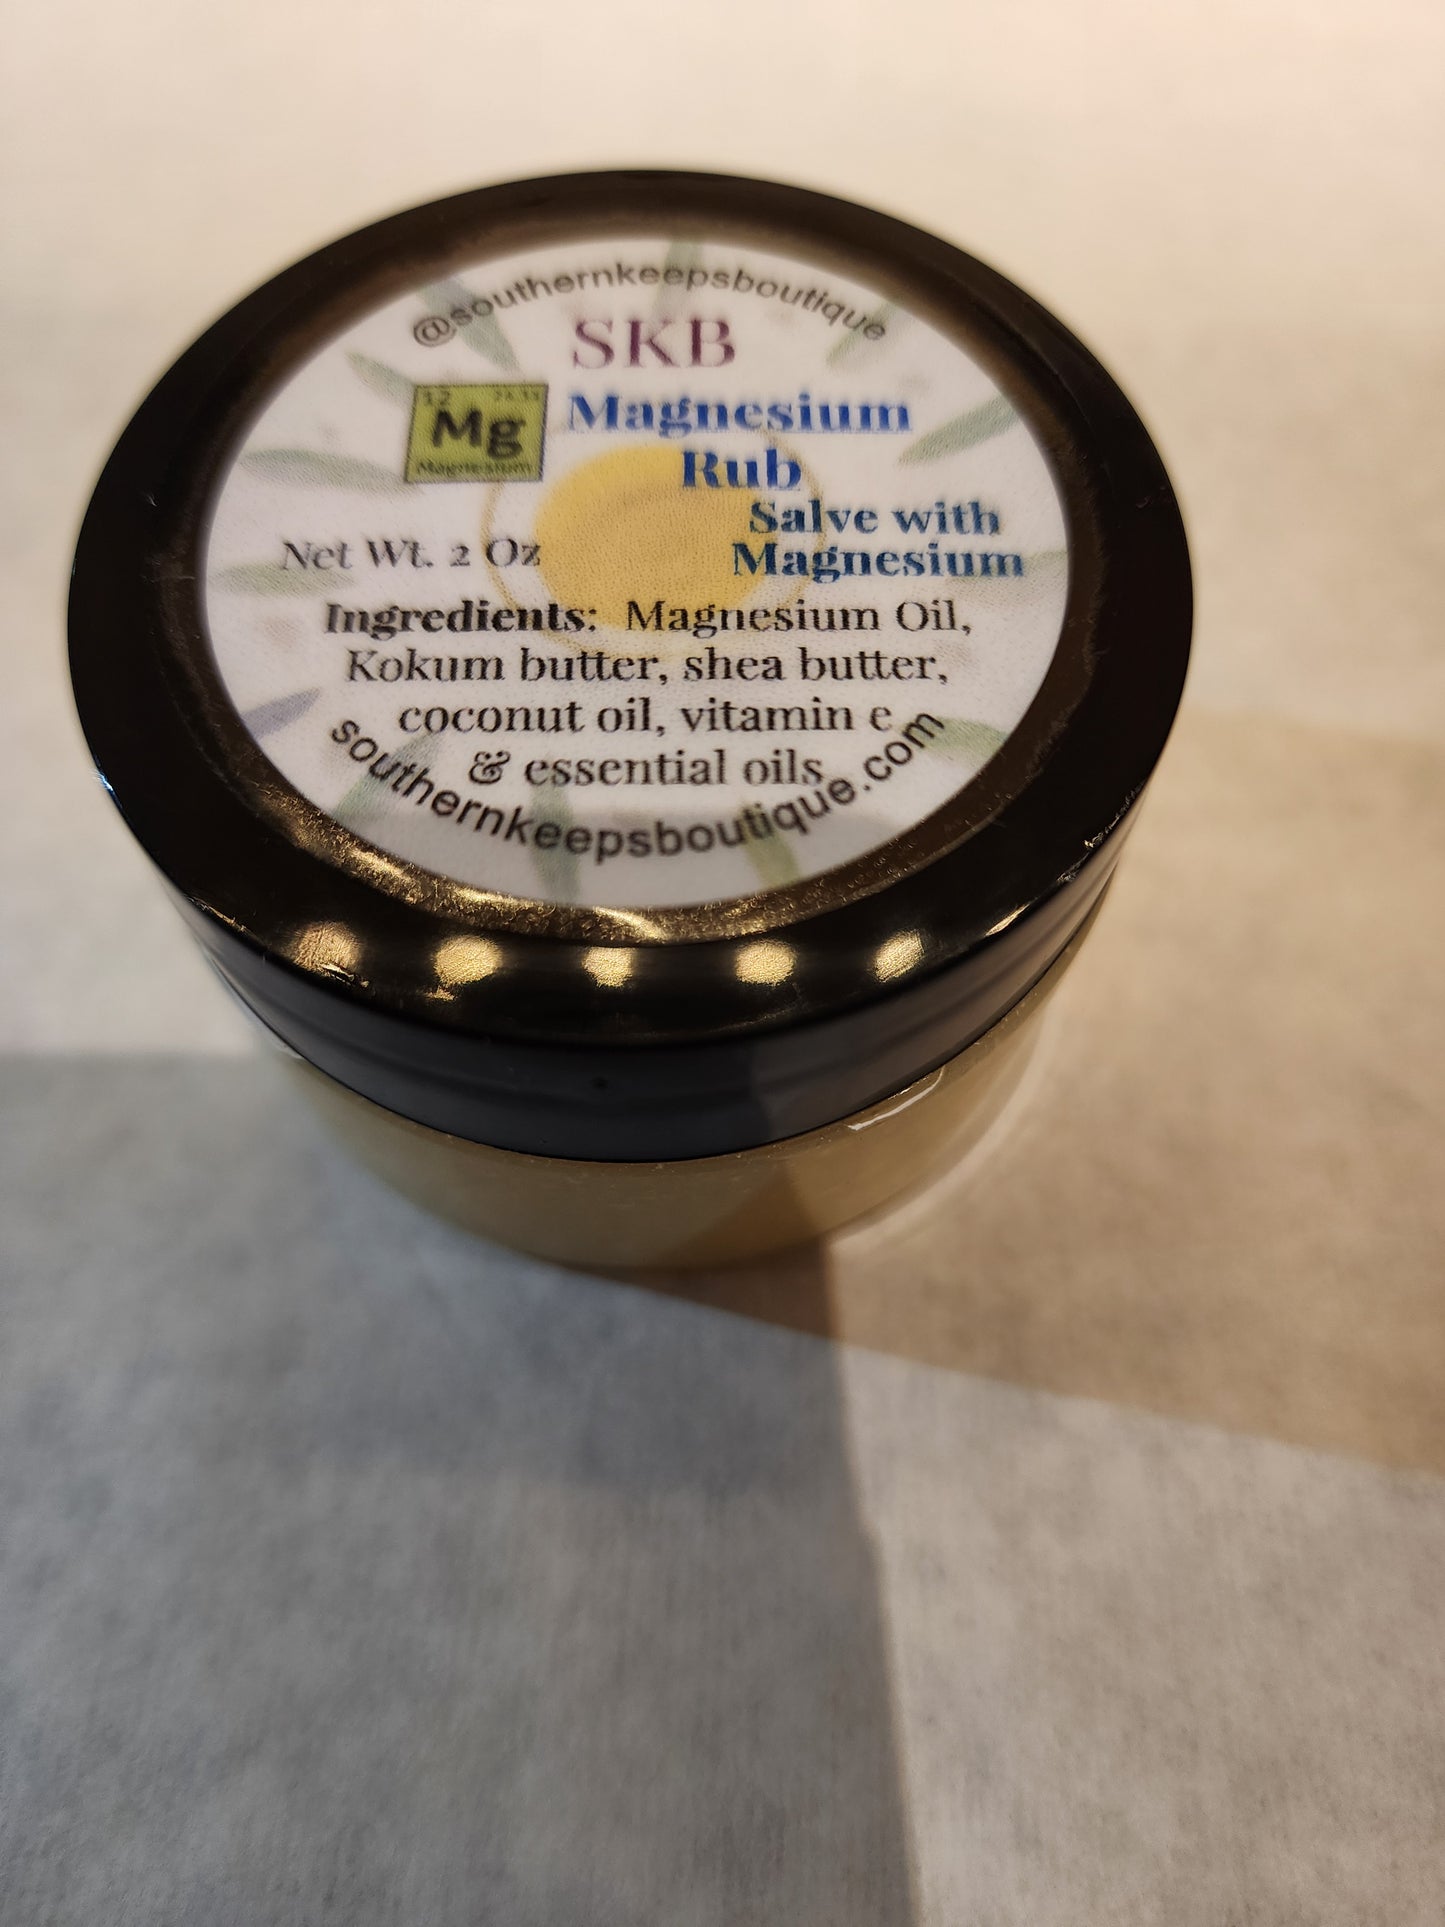 @southernkeepsboutique
SKB
12
Mg
Magnesium
Magnesium
Rub
Salve with
Magnesium
Net Wt. 2 Oz
Ingredients: Magnesium Oil,
Kokum butter, shea butter,
coconut oil, vitamin e
& essential oils
southernkeepsboutique.com